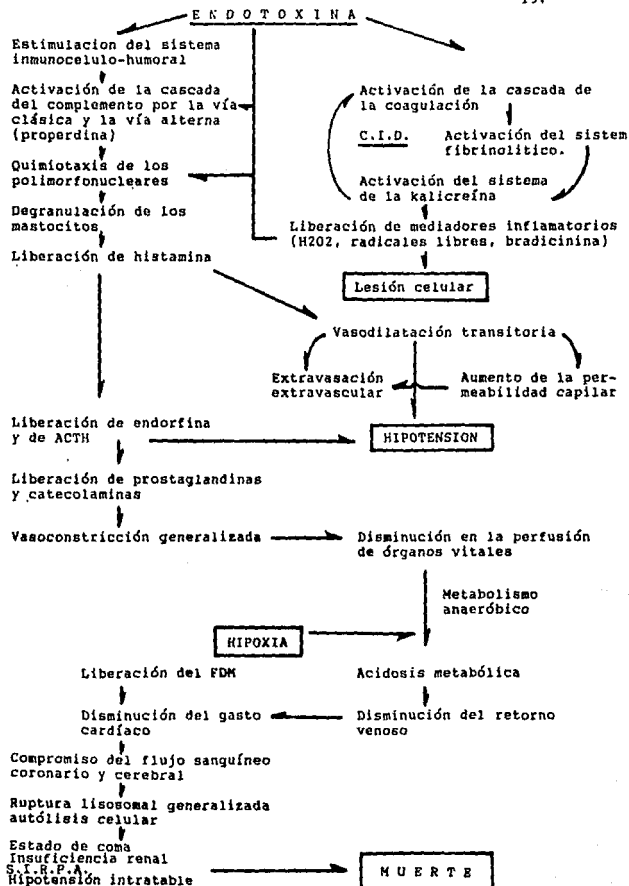 E N D O T O X I N A
Estimulacion del sistema
inmunocelulo-humoral
Activación de la cascada
del complemento por la vía
clásica y la vía alterna
(properdina)
Quimiotaxis de los
polimorfonucleares
Degranulación de los
mastocitos
Liberación de histamina
Activación de la cascada de
la coagulación
C.I.D. Activación del sistem
fibrinolitico.
Activación del sistema
de la kalicreína
Liberación de mediadores inflamatorios
(H2O2, radicales libres, bradicinina)
Lesión celular
Vasodilatación transitoria
Extravasación
extravascular
Aumento de la per-
meabilidad capilar
Liberación de endorfina
y de ACTH
HIPOTENSION
Liberación de prostaglandinas
y catecolaminas
Vasoconstricción generalizada
Disminución en la perfusión
de órganos vitales
Metabolismo
anaeróbico
HIPOXIA
Liberación del FDM
Acidosis metabólica
Disminución del gasto
cardíaco
Disminución del retorno
venoso
Compromiso del flujo sanguíneo
coronario y cerebral
Ruptura lisosomal generalizada
autólisis celular
Estado de coma
Insuficiencia renal
S.I.R.P.A.
Hipotensión intratable
M U E R T E